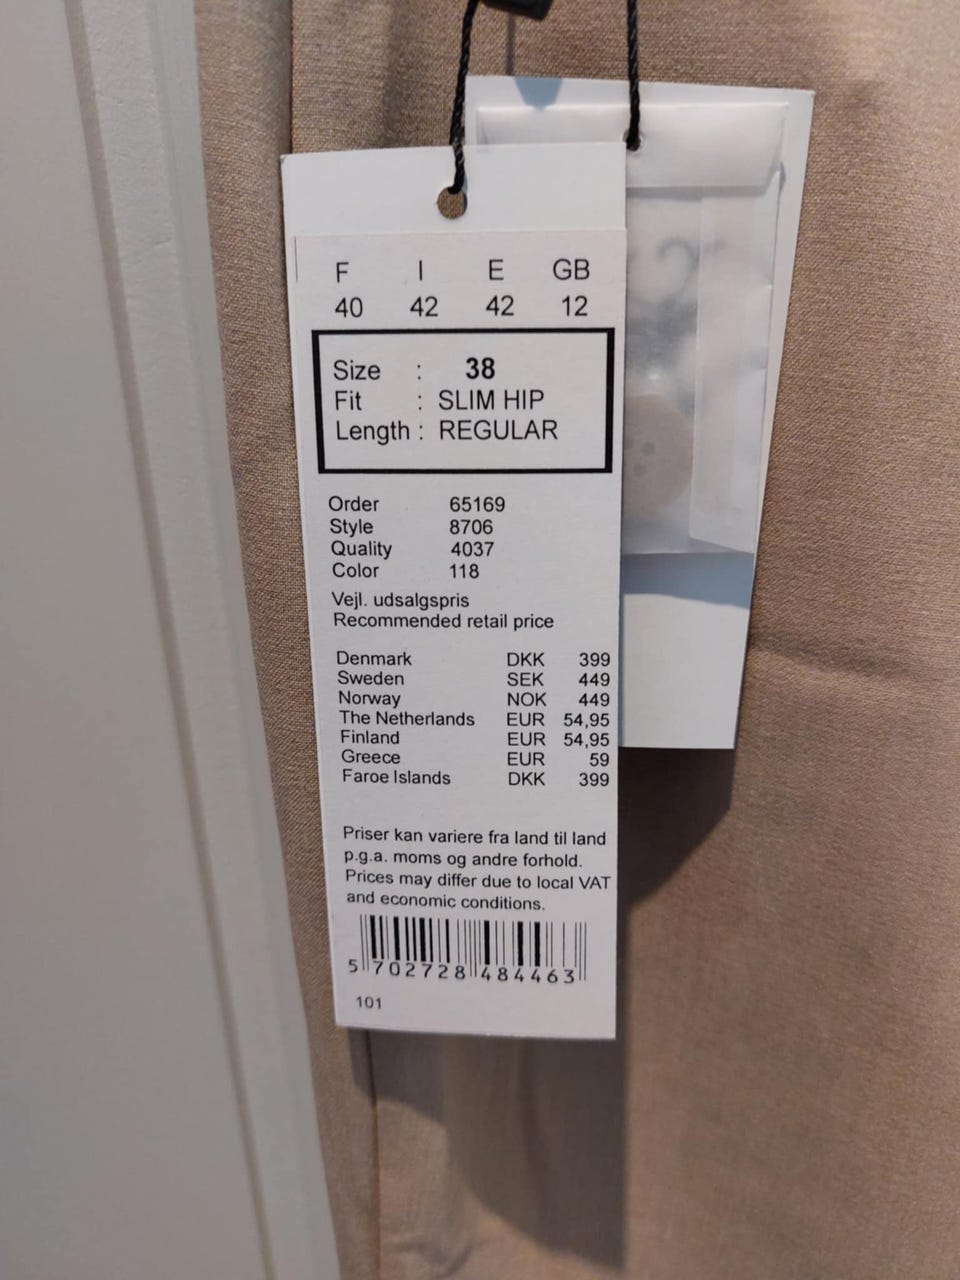 F I E GB
40 42 42 12
Size : 38
Fit : SLIM HIP
Length : REGULAR
Order 65169
Style 8706
Quality 4037
Color 118
Vejl. udsalgspris
Recommended retail price
Denmark DKK 399
Sweden SEK 449
Norway NOK 449
The Netherlands EUR 54,95
Finland EUR 54,95
Greece EUR 59
Faroe Islands DKK 399
Priser kan variere fra land til land
p.g.a. moms og andre forhold.
Prices may differ due to local VAT
and economic conditions.
5 702728 484463
101